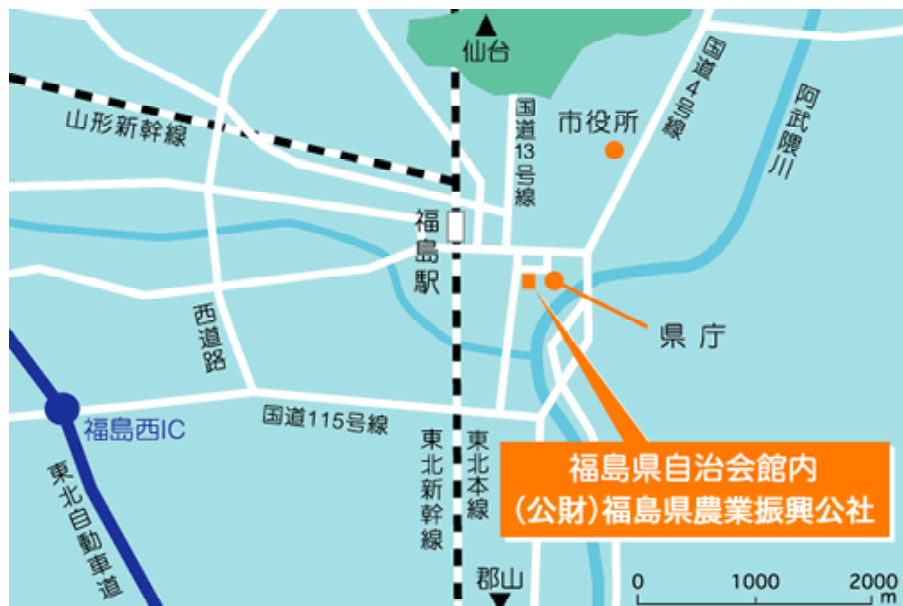 仙台
国道4号線
阿武隈川
国道13号線
市役所
山形新幹線
福島駅
西道路
県庁
福島西IC
国道115号線
東北自動車道
東北新幹線
東北本線
福島県自治会館内
(公財)福島県農業振興公社
郡山
0 1000 2000
m